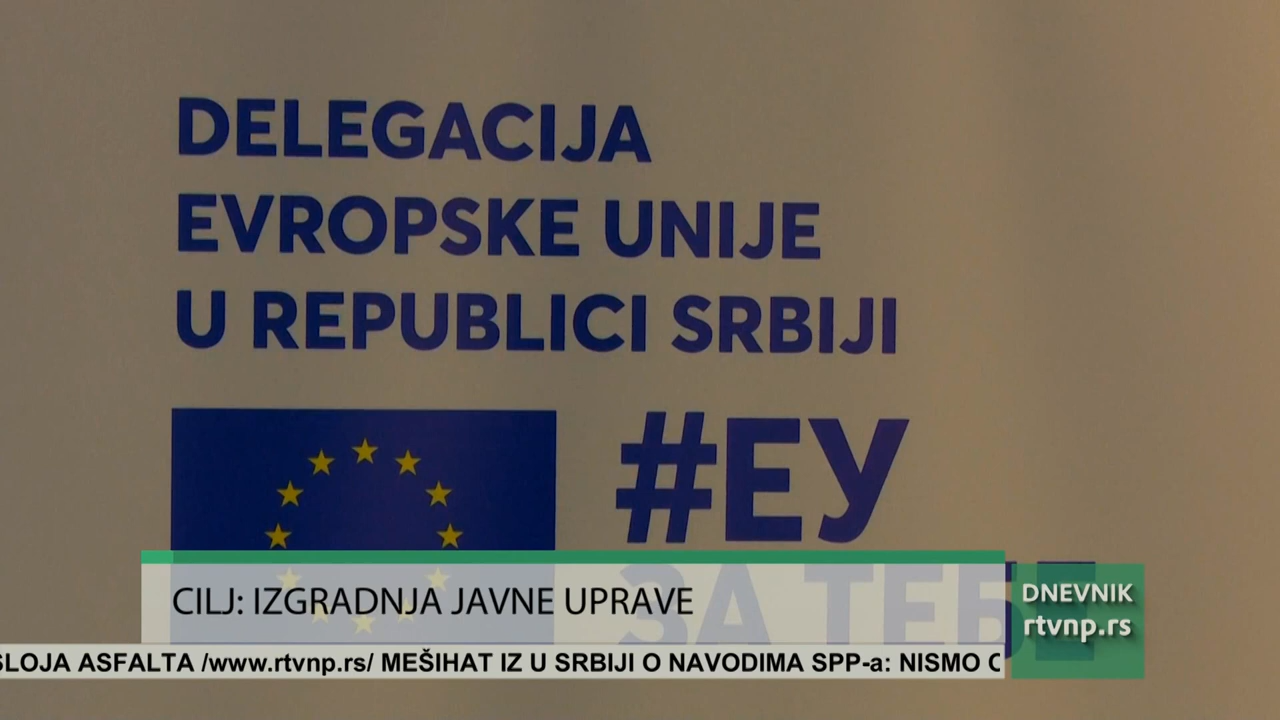 DELEGACIJA
EVROPSKE UNIJE
U REPUBLICI SRBIJI
#ЕУ
ЗА ТЕБЕ
CILJ: IZGRADNJA JAVNE UPRAVE
DNEVNIK
rtvnp.rs
SLOJA ASFALTA /www.rtvnp.rs/ MEŠIHAT IZ U SRBIJI O NAVODIMA SPP-a: NISMO